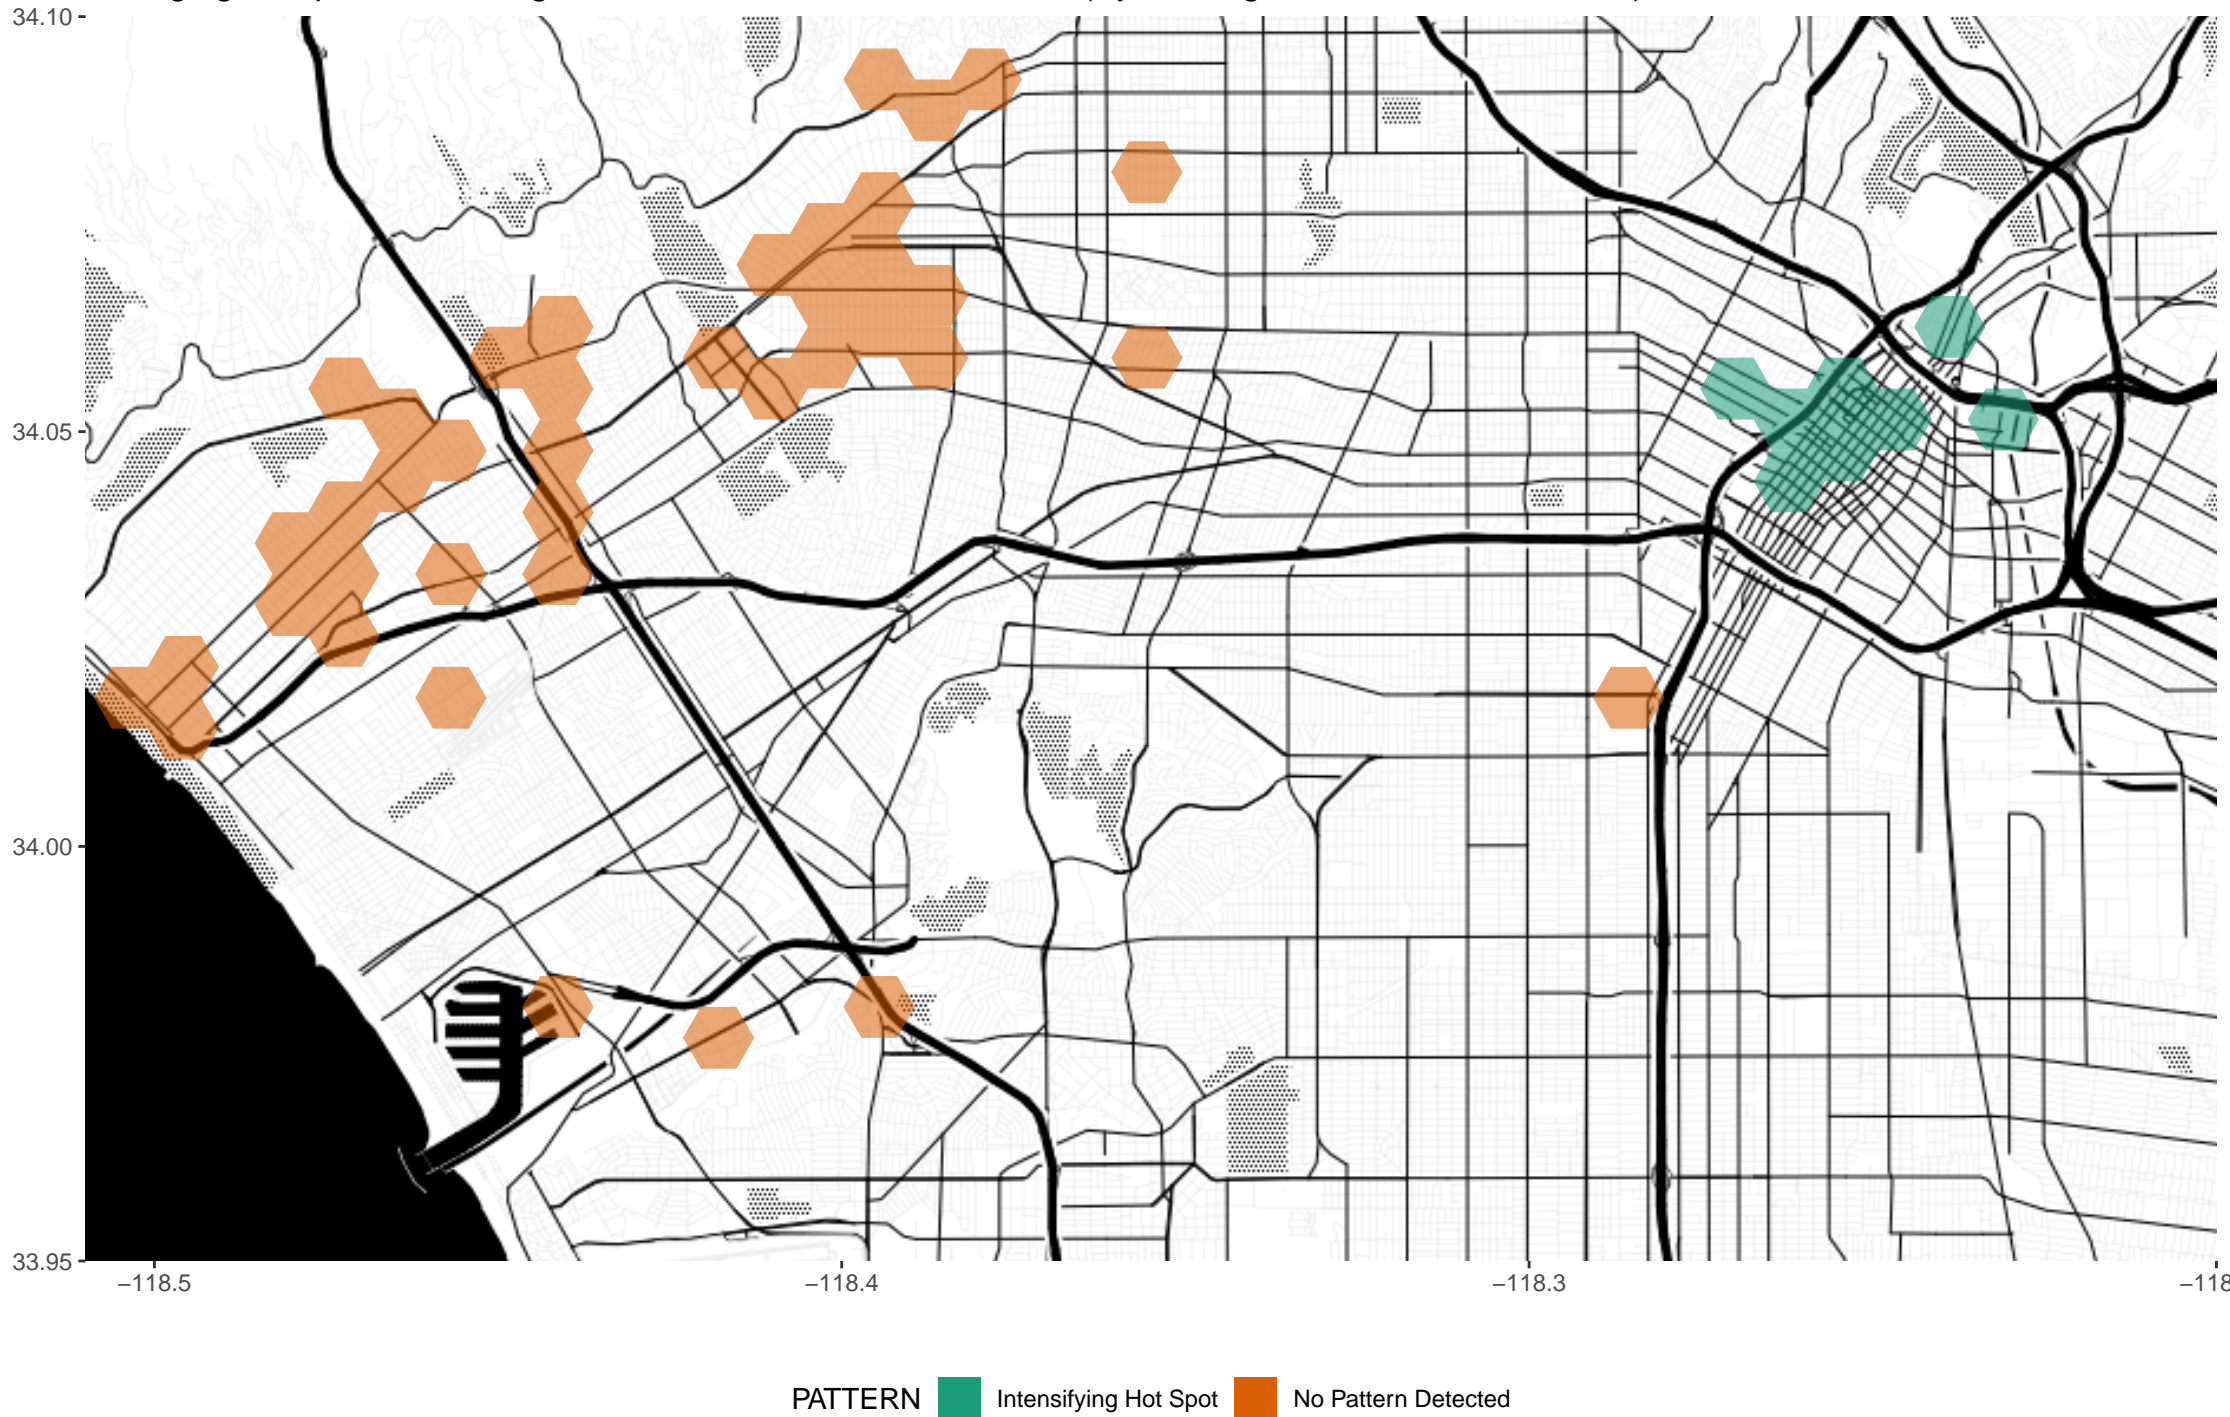 34.10
34.05
34.00
33.95
−118.5
−118.4
−118.3
PATTERN
Intensifying Hot Spot
No Pattern Detected